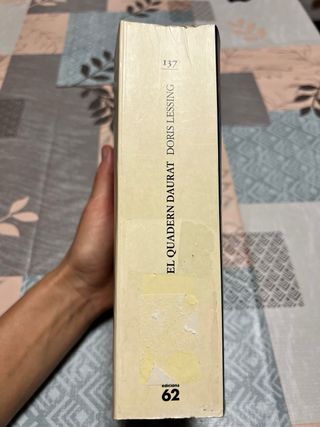 137
EL QUADERN DAURAT DORIS LESSING
edicions
62